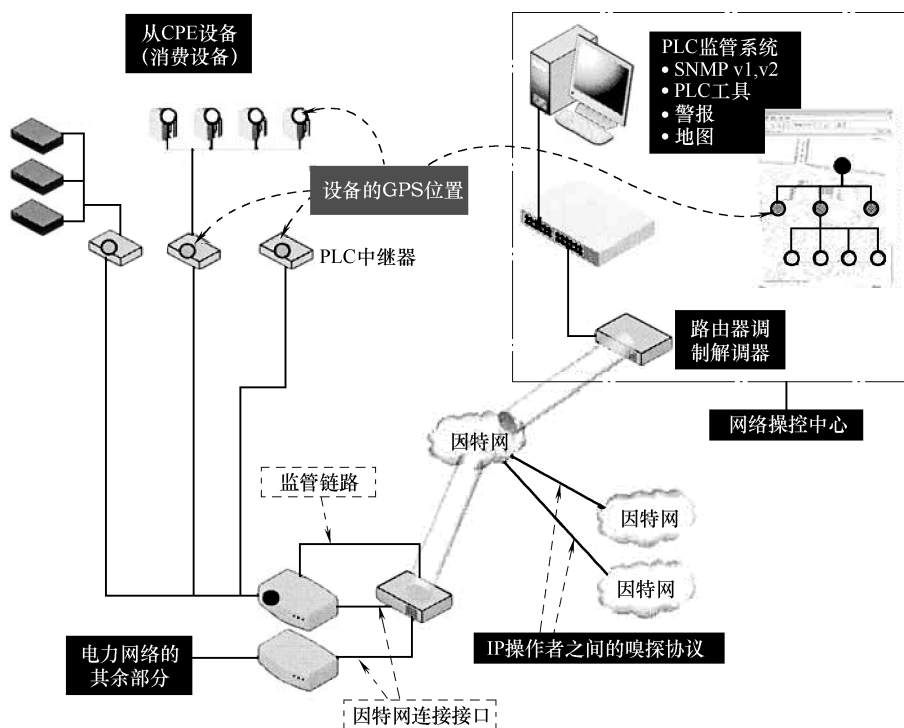 从CPE设备
（消费设备）
PLC监管系统
• SNMP v1,v2
• PLC工具
• 警报
• 地图
设备的GPS位置
PLC中继器
路由器调
制解调器
网络操控中心
因特网
监管链路
因特网
因特网
IP操作者之间的嗅探协议
电力网络的
其余部分
因特网连接接口